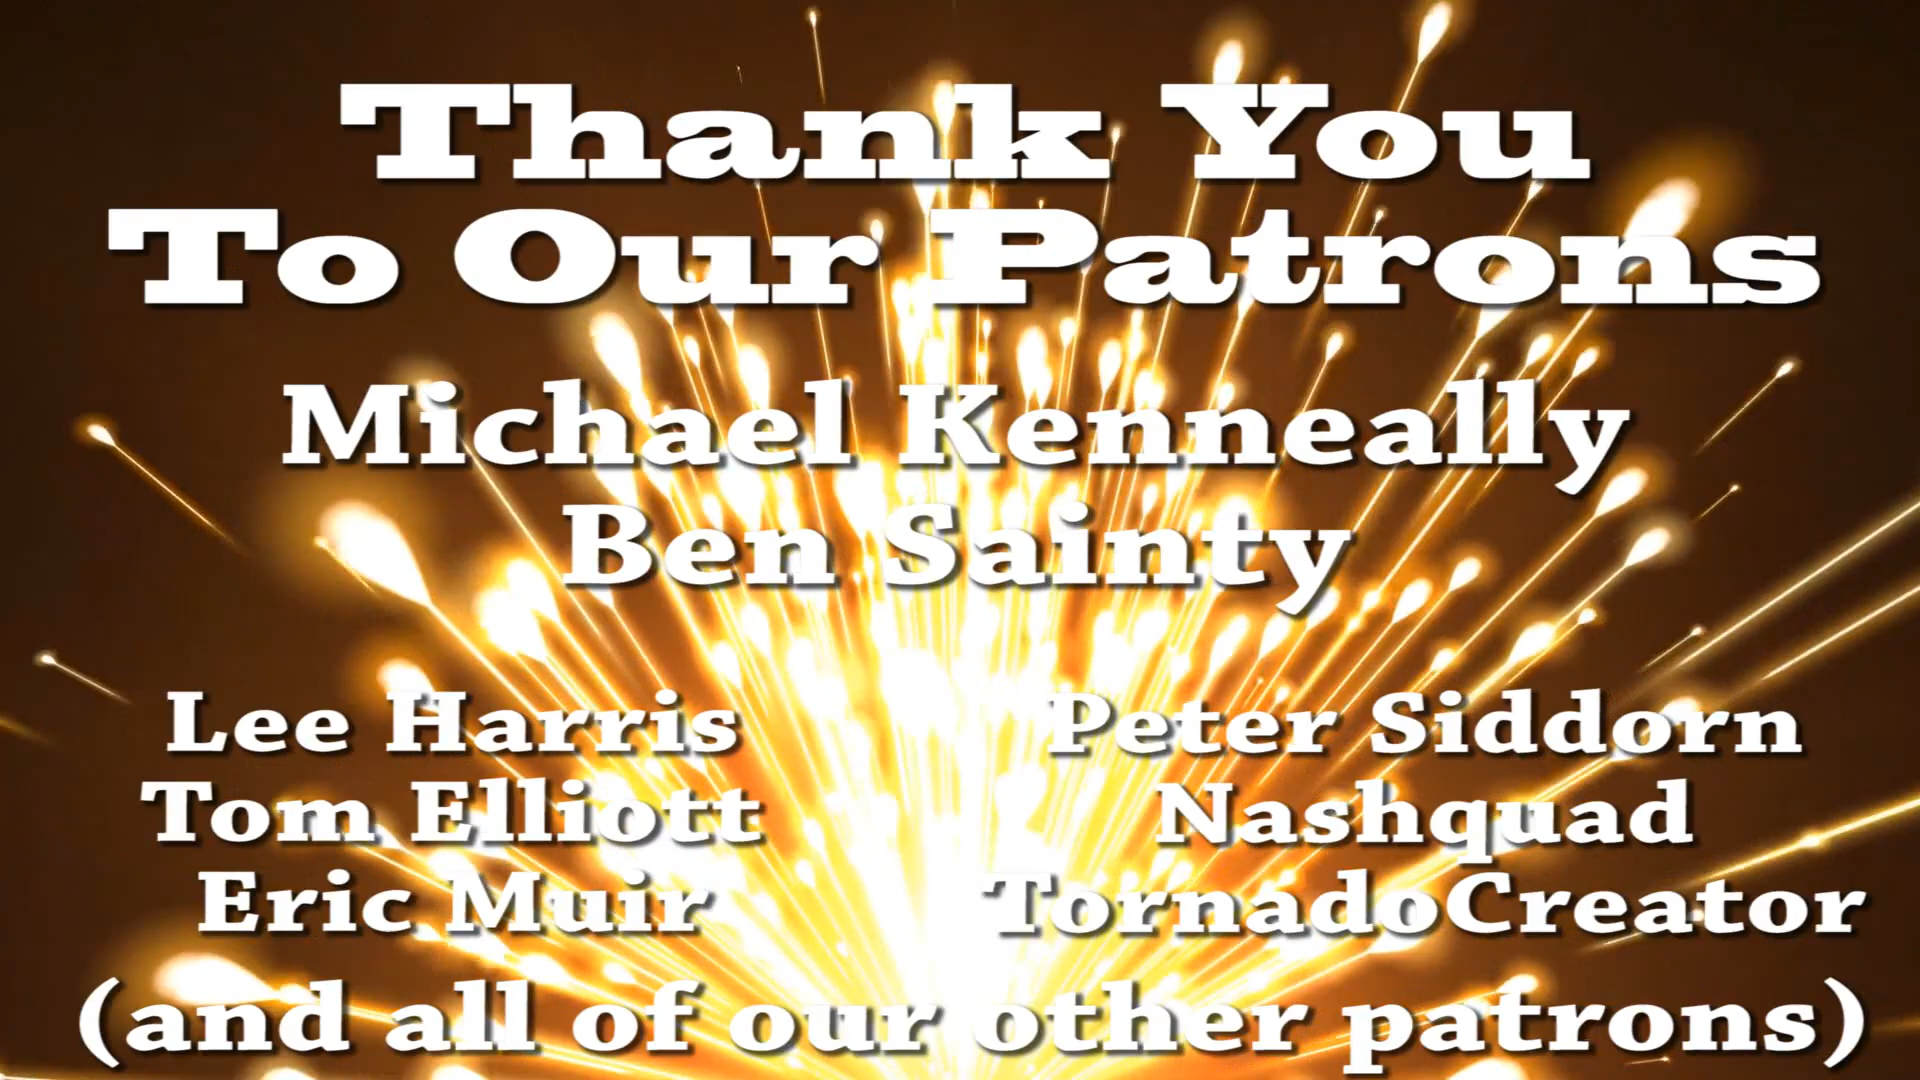 Thank You
To Our Patrons
Michael Kenneally
Ben Sainty
Lee Harris
Tom Elliott
Eric Muir
Peter Siddorn
Nashquad
TornadoCreator
(and all of our other patrons)